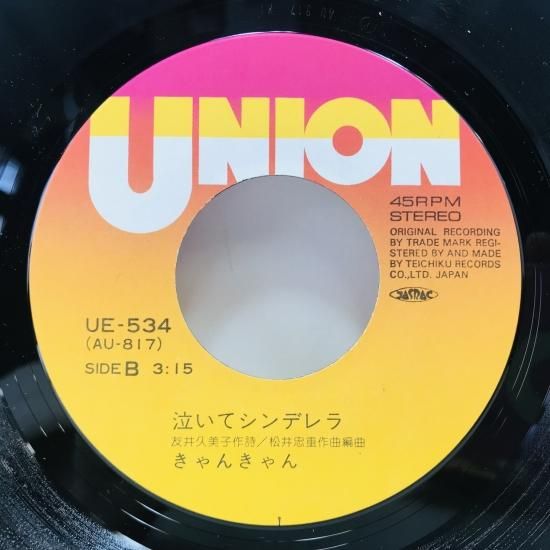 UNION
45RPM
STEREO
ORIGINAL RECORDING
BY TRADE MARK REGI-
STERED BY AND MADE
BY TEICHIKU RECORDS
CO.,LTD. JAPAN
JASRAC
UE-534
(AU-817)
SIDE B 3:15
泣いてシンデレラ
友井久美子作詩/松井忠重作曲編曲
きゃんきゃん